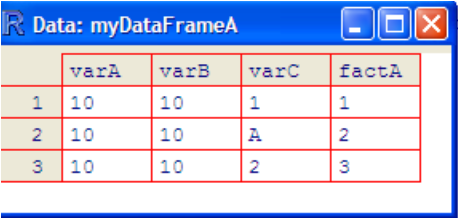 R Data: myDataFrameA
varA varB varC factA
1 10 10 1 1
2 10 10 A 2
3 10 10 2 3